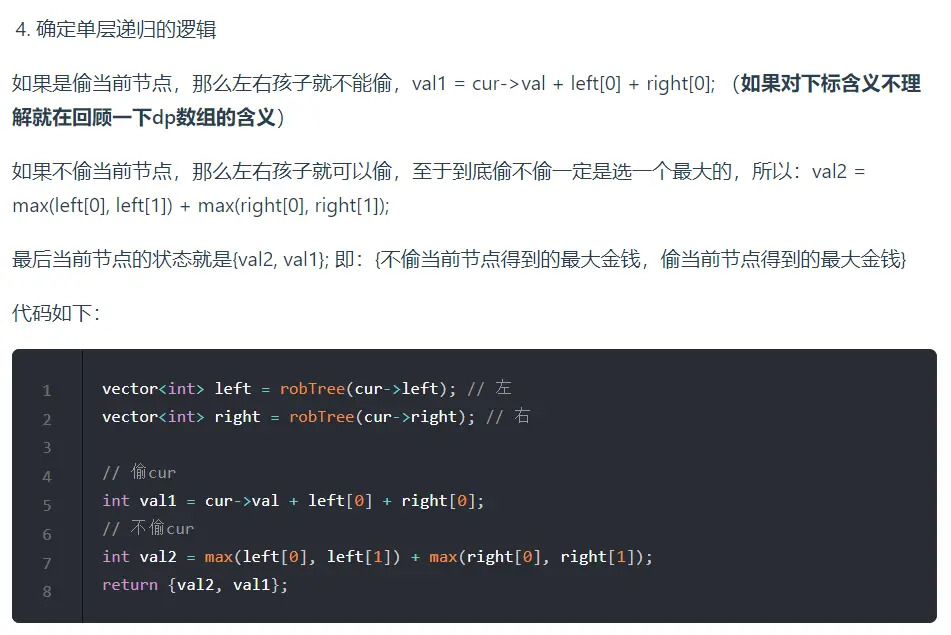 4. 确定单层递归的逻辑
如果是偷当前节点，那么左右孩子就不能偷，val1 = cur->val + left[0] + right[0]; （如果对下标含义不理
解就在回顾一下dp数组的含义）
如果不偷当前节点，那么左右孩子就可以偷，至于到底偷不偷一定是选一个最大的，所以：val2 =
max(left[0], left[1]) + max(right[0], right[1]);
最后当前节点的状态就是{val2, val1}; 即：{不偷当前节点得到的最大金钱，偷当前节点得到的最大金钱}
代码如下：
1 vector<int> left = robTree(cur->left); // 左
2 vector<int> right = robTree(cur->right); // 右
3
4 // 偷cur
5 int val1 = cur->val + left[0] + right[0];
6 // 不偷cur
7 int val2 = max(left[0], left[1]) + max(right[0], right[1]);
8 return {val2, val1};